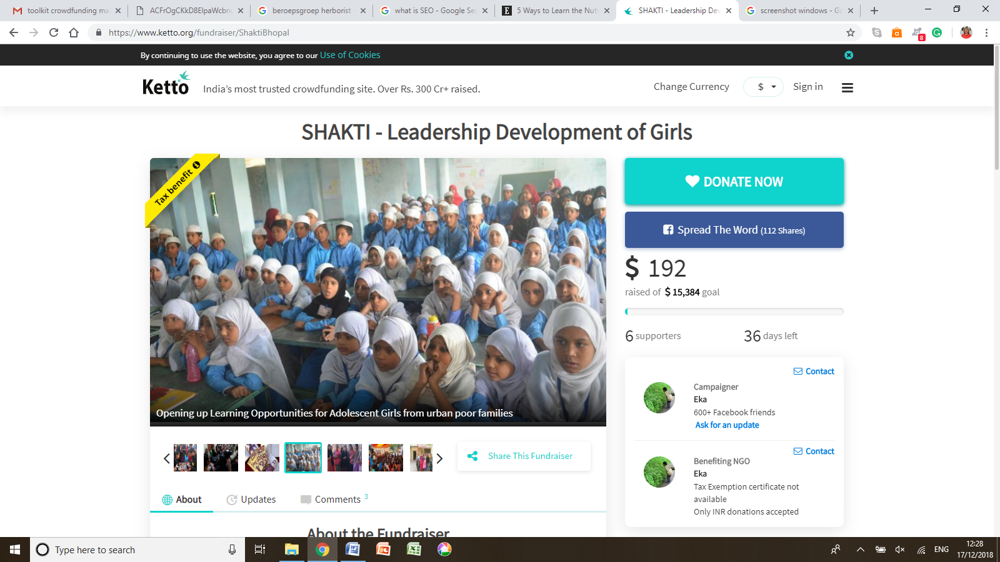 toolkit crowdfunding ma
ACFrOgCKkD8ElpaWcbn
beroepsgroep herborist
what is SEO - Google Se
5 Ways to Learn the Nut
SHAKTI - Leadership De
screenshot windows - G
https://www.ketto.org/fundraiser/ShaktiBhopal
8
By continuing to use the website, you agree to our Use of Cookies
Ketto
India's most trusted crowdfunding site. Over Rs. 300 Cr+ raised.
Change Currency
$
Sign in
SHAKTI - Leadership Development of Girls
Tax benefit
Opening up Learning Opportunities for Adolescent Girls from urban poor families
DONATE NOW
Spread The Word (112 Shares)
$ 192
raised of $ 15,384 goal
6 supporters
36 days left
Contact
Campaigner
Eka
600+ Facebook friends
Ask for an update
Contact
Benefiting NGO
Eka
Tax Exemption certificate not
available
Only INR donations accepted
Share This Fundraiser
About
Updates
Comments 3
About the Fundraiser
Type here to search
ENG
12:28
17/12/2018